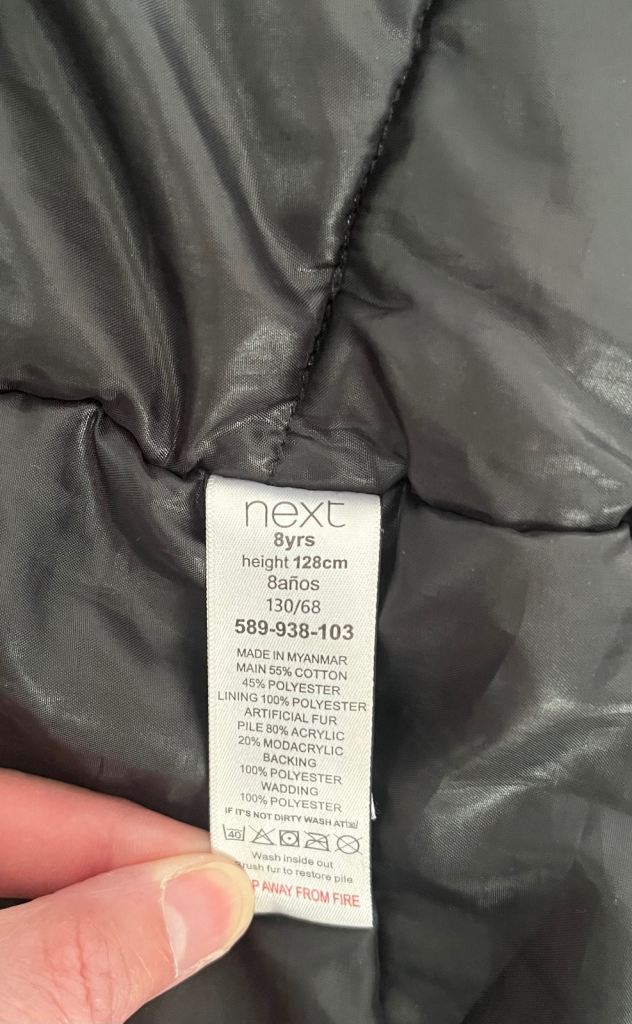 next
8yrs
height 128cm
8años
130/68
589-938-103
MADE IN MYANMAR
MAIN 55% COTTON
45% POLYESTER
LINING 100% POLYESTER
ARTIFICIAL FUR
PILE 80% ACRYLIC
20% MODACRYLIC
BACKING
100% POLYESTER
WADDING
100% POLYESTER
IF IT'S NOT DIRTY WASH AT
40
Wash inside out
rush fur to restore pile
P AWAY FROM FIRE